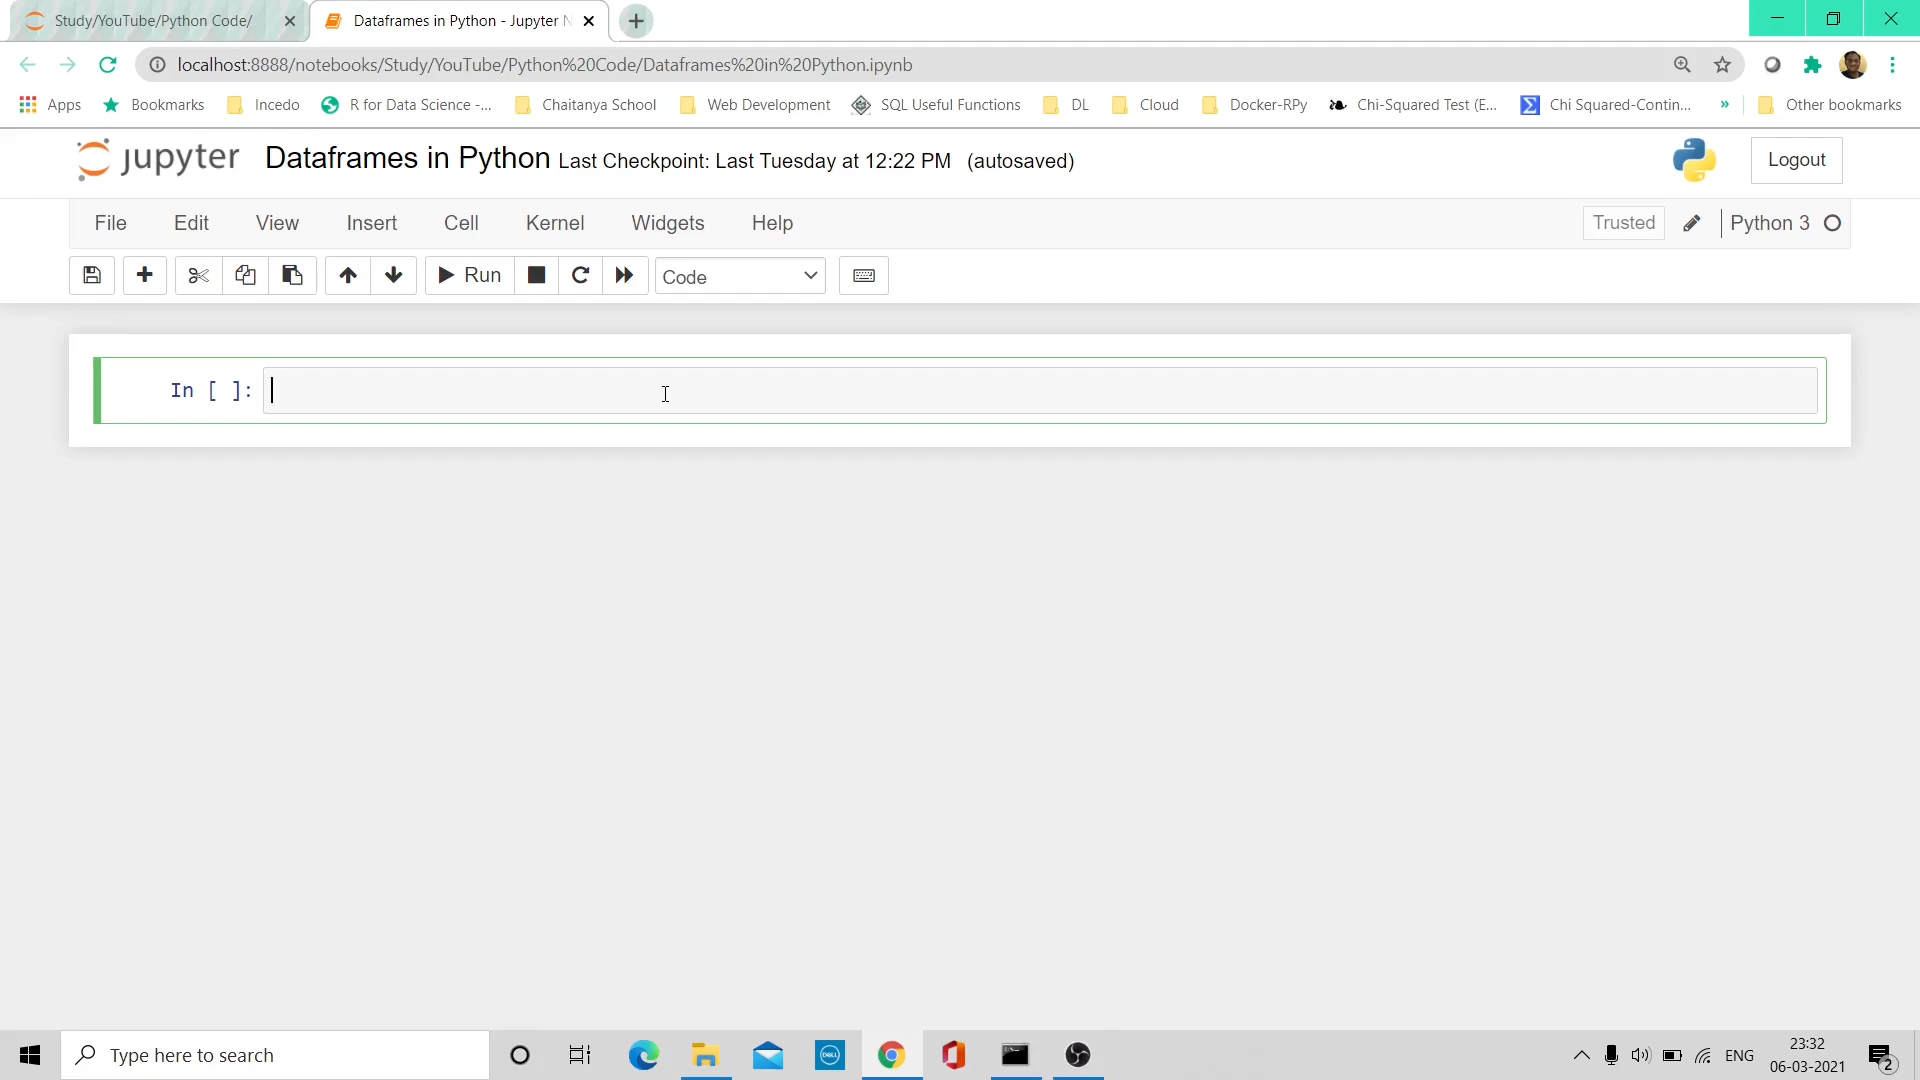 Study/YouTube/Python Code/
Dataframes in Python - Jupyter N
localhost:8888/notebooks/Study/YouTube/Python%20Code/Dataframes%20in%20Python.ipynb
Apps Bookmarks Incedo R for Data Science -... Chaitanya School Web Development SQL Useful Functions DL Cloud Docker-RPy Chi-Squared Test (E... Chi Squared-Contin... » Other bookmarks
jupyter Dataframes in Python Last Checkpoint: Last Tuesday at 12:22 PM (autosaved) Logout
File Edit View Insert Cell Kernel Widgets Help Trusted Python 3
Run Code
In [ ]:
Type here to search
DELL
ENG
23:32
06-03-2021
2